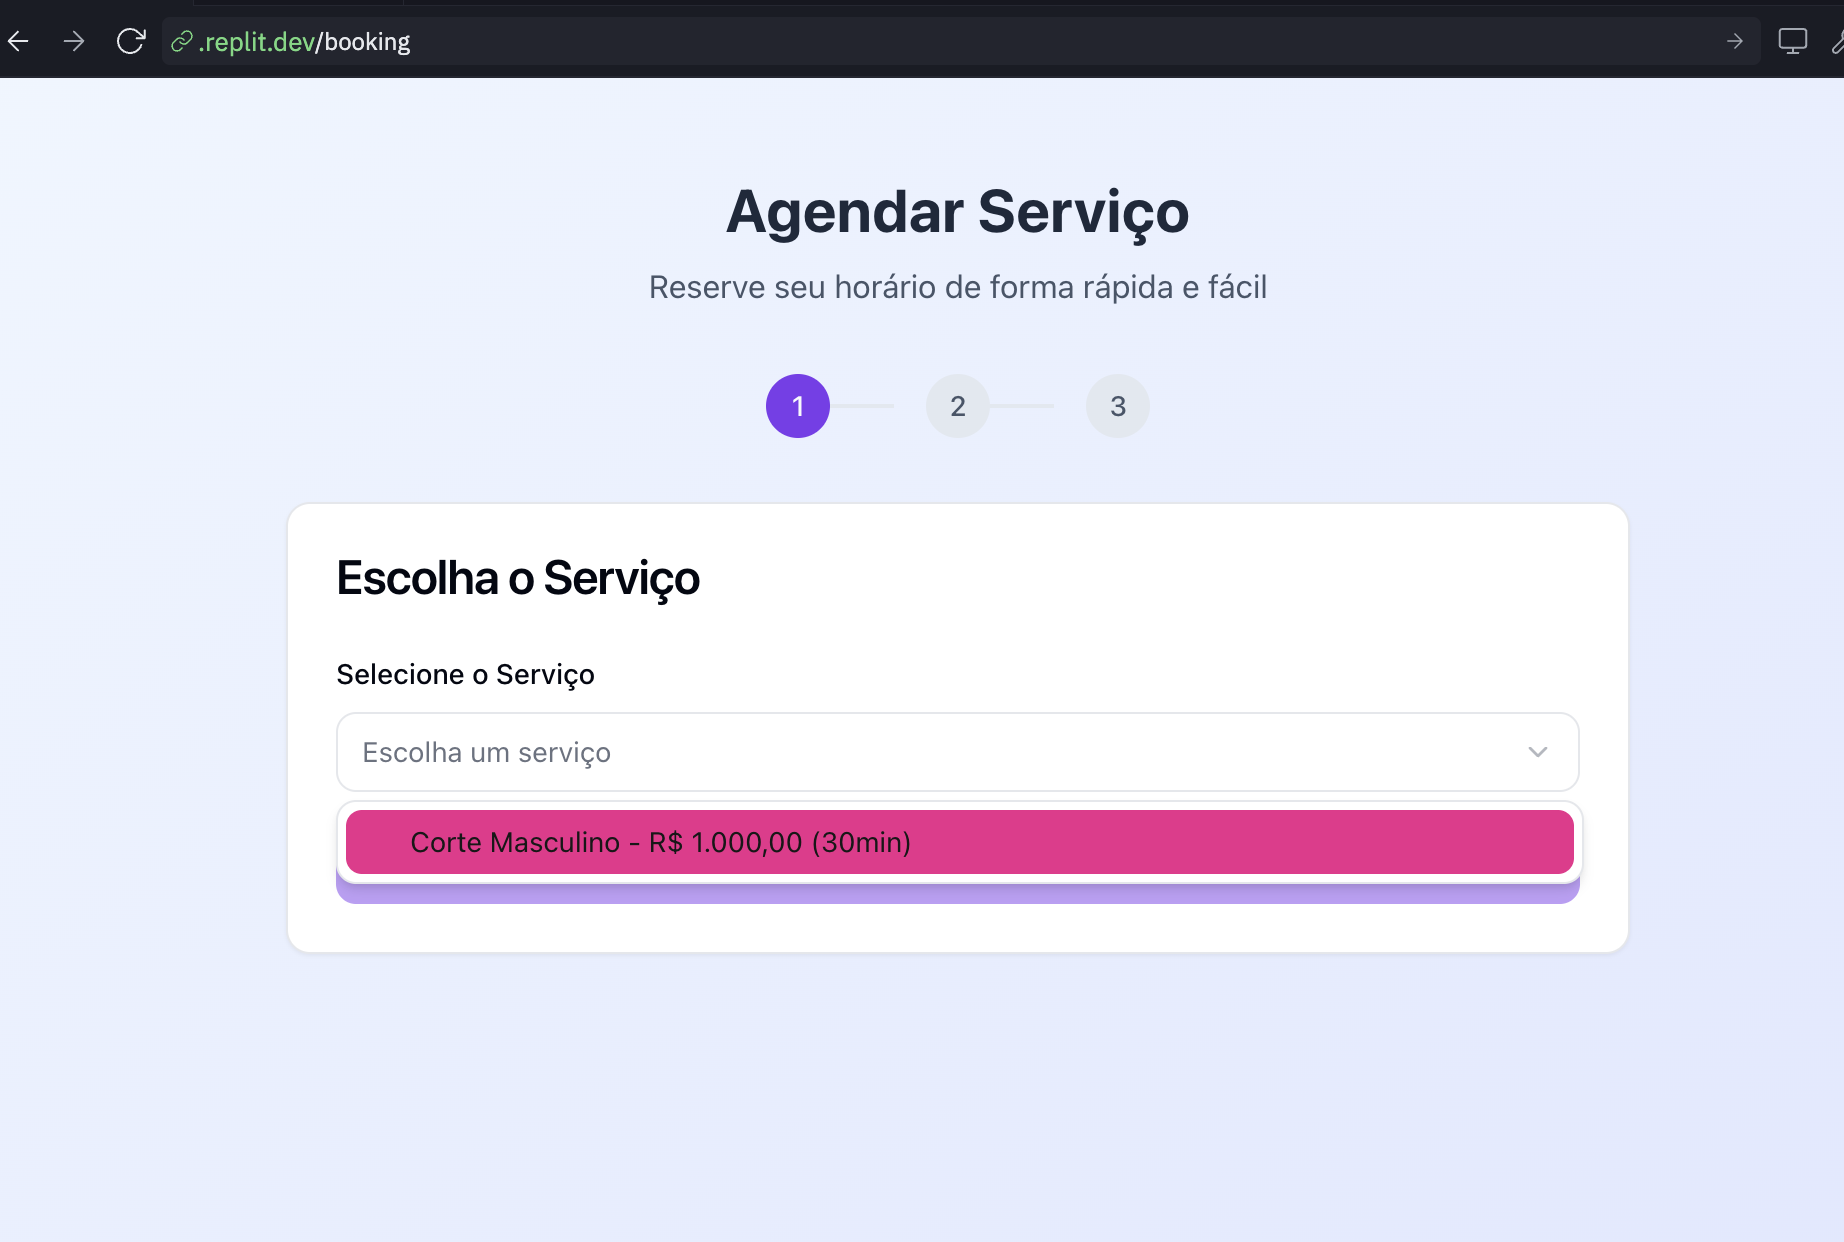 .replit.dev/booking
Agendar Serviço
Reserve seu horário de forma rápida e fácil
1 2 3
Escolha o Serviço
Selecione o Serviço
Escolha um serviço
Corte Masculino - R$ 1.000,00 (30min)